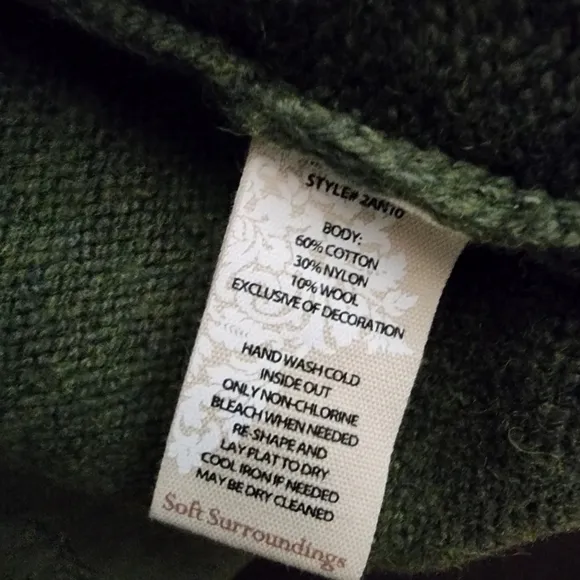 STYLE# 2AN10
BODY:
60% COTTON
30% NYLON
10% WOOL
EXCLUSIVE OF DECORATION
HAND WASH COLD
INSIDE OUT
ONLY NON-CHLORINE
BLEACH WHEN NEEDED
RE-SHAPE AND
LAY FLAT TO DRY
COOL IRON IF NEEDED
MAY BE DRY CLEANED
Soft Surroundings